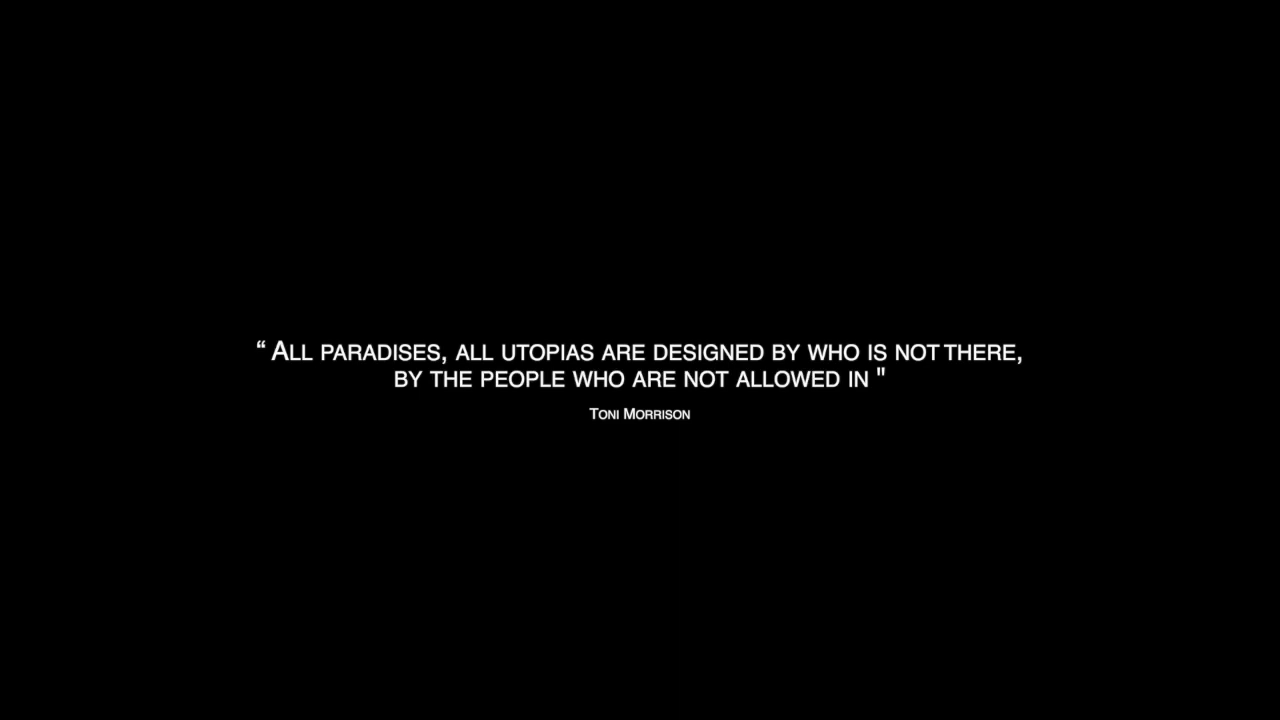 “ All paradises, all utopias are designed by who is not there,
by the people who are not allowed in "
Toni Morrison